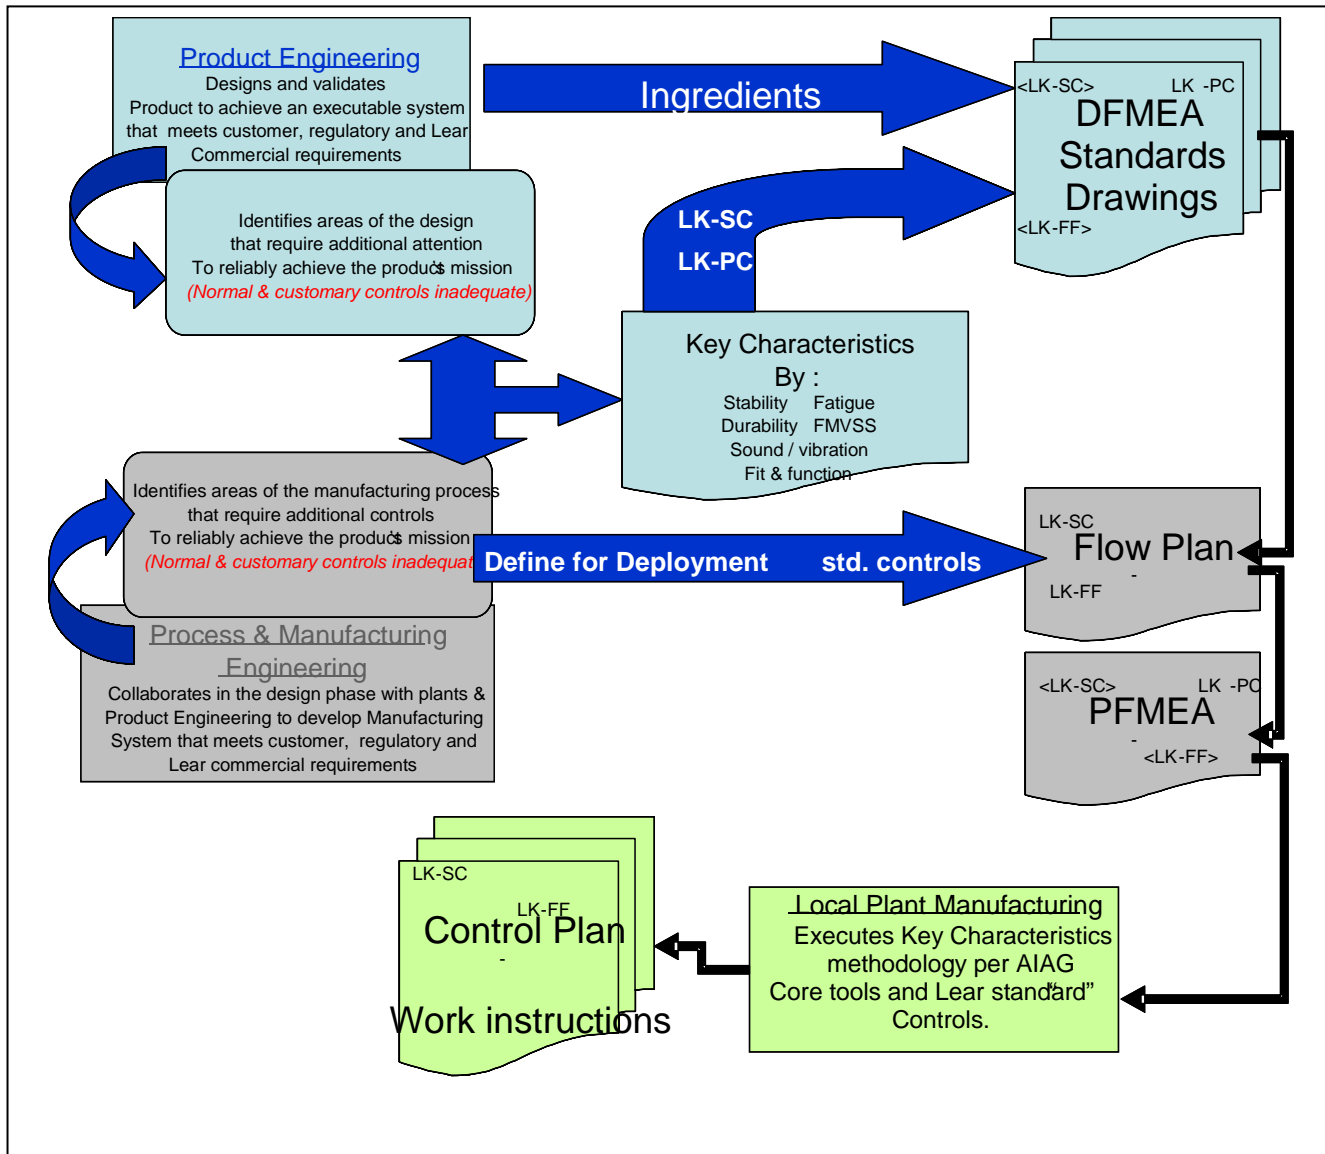 Product Engineering
Designs and validates
Product to achieve an executable system
that meets customer, regulatory and Lear
Commercial requirements
Ingredients
<LK-SC> LK -PC
DFMEA
Standards
Drawings
<LK-FF>
Identifies areas of the design
that require additional attention
To reliably achieve the product's mission
(Normal & customary controls inadequate)
LK-SC
LK-PC
Key Characteristics
By :
Stability Fatigue
Durability FMVSS
Sound / vibration
Fit & function
Identifies areas of the manufacturing process
that require additional controls
To reliably achieve the product's mission
(Normal & customary controls inadequat
Define for Deployment std. controls
LK-SC
Flow Plan
-
LK-FF
Process & Manufacturing
Engineering
Collaborates in the design phase with plants &
Product Engineering to develop Manufacturing
System that meets customer, regulatory and
Lear commercial requirements
<LK-SC> LK -PC
PFMEA
-
<LK-FF>
LK-SC
LK-FF
Control Plan
-
Work instructions
Local Plant Manufacturing
Executes Key Characteristics
methodology per AIAG
Core tools and Lear “standard”
Controls.